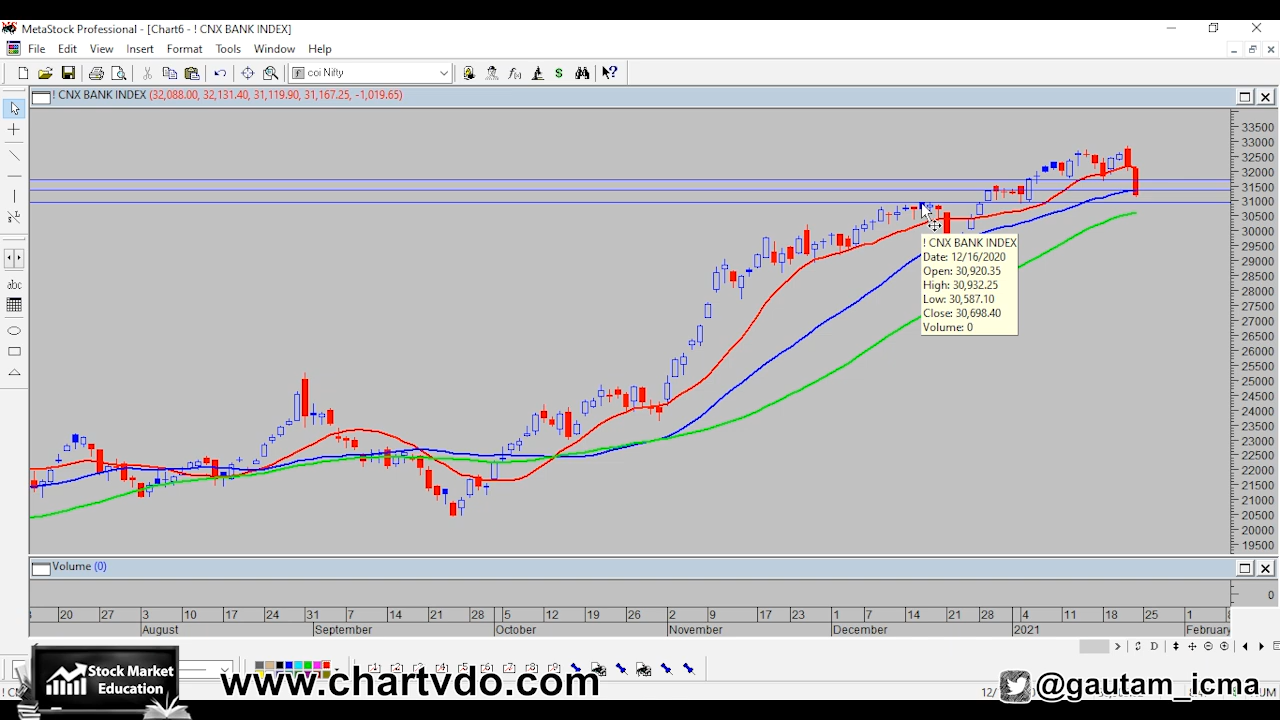 MetaStock Professional - [Chart6 - ! CNX BANK INDEX]
File Edit View Insert Format Tools Window Help
coi Nifty
! CNX BANK INDEX (32,088.00, 32,131.40, 31,119.90, 31,167.25, -1,019.65)
33500
33000
32500
32000
31500
31000
30500
30000
29500
29000
28500
28000
27500
27000
26500
26000
25500
25000
24500
24000
23500
23000
22500
22000
21500
21000
20500
20000
19500
abc
! CNX BANK INDEX
Date: 12/16/2020
Open: 30,920.35
High: 30,932.25
Low: 30,587.10
Close: 30,698.40
Volume: 0
Volume (0)
0
20 27 3 10 17 24 31 7 14 21 28 5 12 19 26 2 9 17 23 1 7 14 21 28 4 11 18 25 1
August September October November December 2021 February
D
Stock Market
Education
www.chartvdo.com
@gautam_icma